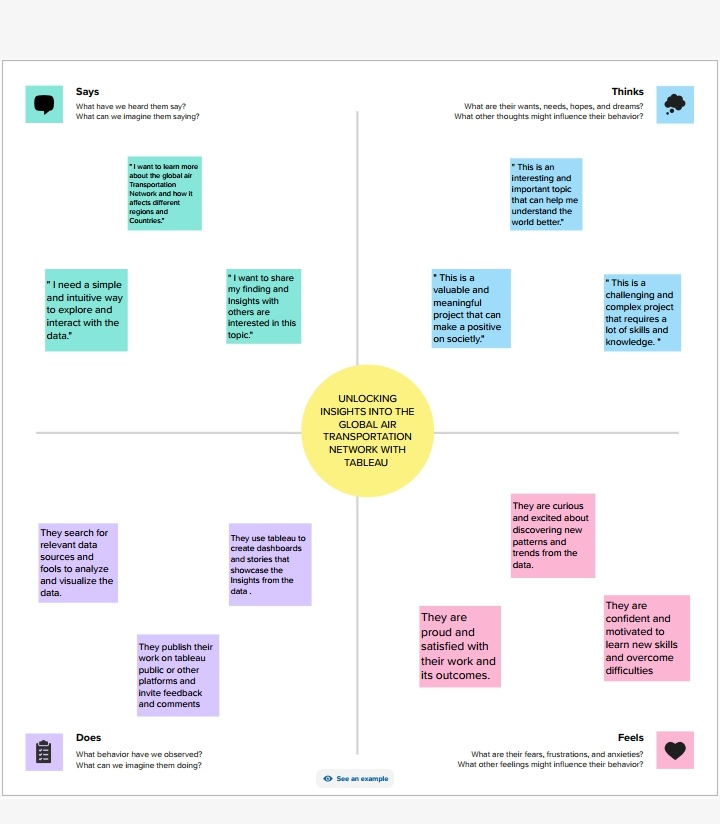 Says
What have we heard them say?
What can we imagine them saying?
Thinks
What are their wants, needs, hopes, and dreams?
What other thoughts might influence their behavior?
" I want to learn more
about the global air
Transportation
Network and how it
affects different
regions and
Countries."
" I need a simple
and intuitive way
to explore and
interact with the
data."
" I want to share
my finding and
Insights with
others are
interested in this
topic."
" This is an
interesting and
important topic
that can help me
understand the
world better."
" This is a
valuable and
meaningful
project that can
make a positive
on societly."
" This is a
challenging and
complex project
that requires a
lot of skills and
knowledge. "
UNLOCKING
INSIGHTS INTO THE
GLOBAL AIR
TRANSPORTATION
NETWORK WITH
TABLEAU
They search for
relevant data
sources and
fools to analyze
and visualize the
data.
They use tableau to
create dashboards
and stories that
showcase the
Insights from the
data .
They publish their
work on tableau
public or other
platforms and
invite feedback
and comments
They are curious
and excited about
discovering new
patterns and
trends from the
data.
They are
proud and
satisfied with
their work and
its outcomes.
They are
confident and
motivated to
learn new skills
and overcome
difficulties
Does
What behavior have we observed?
What can we imagine them doing?
Feels
What are their fears, frustrations, and anxieties?
What other feelings might influence their behavior?
See an example